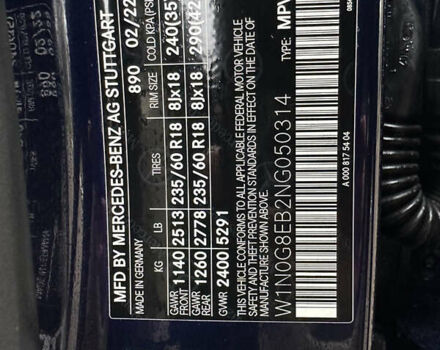 MFD BY MERCEDES-BENZ AG STUTTGART
MADE IN GERMANY 890 02/22
KG LB TIRES RIM SIZE COLD KPA (PSI
GAWR FRONT 1140 2513 235/60 R18 8Jx18 240(35
GAWR REAR 1260 2778 235/60 R18 8Jx18 290(42
GVWR 2400 5291
THIS VEHICLE CONFORMS TO ALL APPLICABLE FEDERAL MOTOR VEHICLE
SAFETY AND THEFT PREVENTION STANDARDS IN EFFECT ON THE DATE OF
MANUFACTURE SHOWN ABOVE.
W1N0G8EB2NG050314 TYPE: MPV
A 000 817 54 04